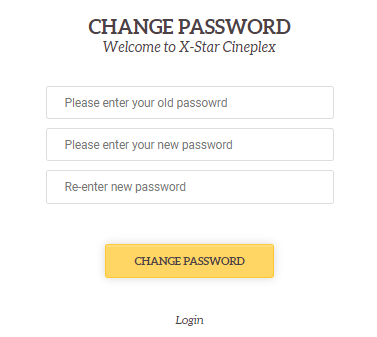 CHANGE PASSWORD
Welcome to X-Star Cineplex
Please enter your old passowrd
Please enter your new password
Re-enter new password
CHANGE PASSWORD
Login